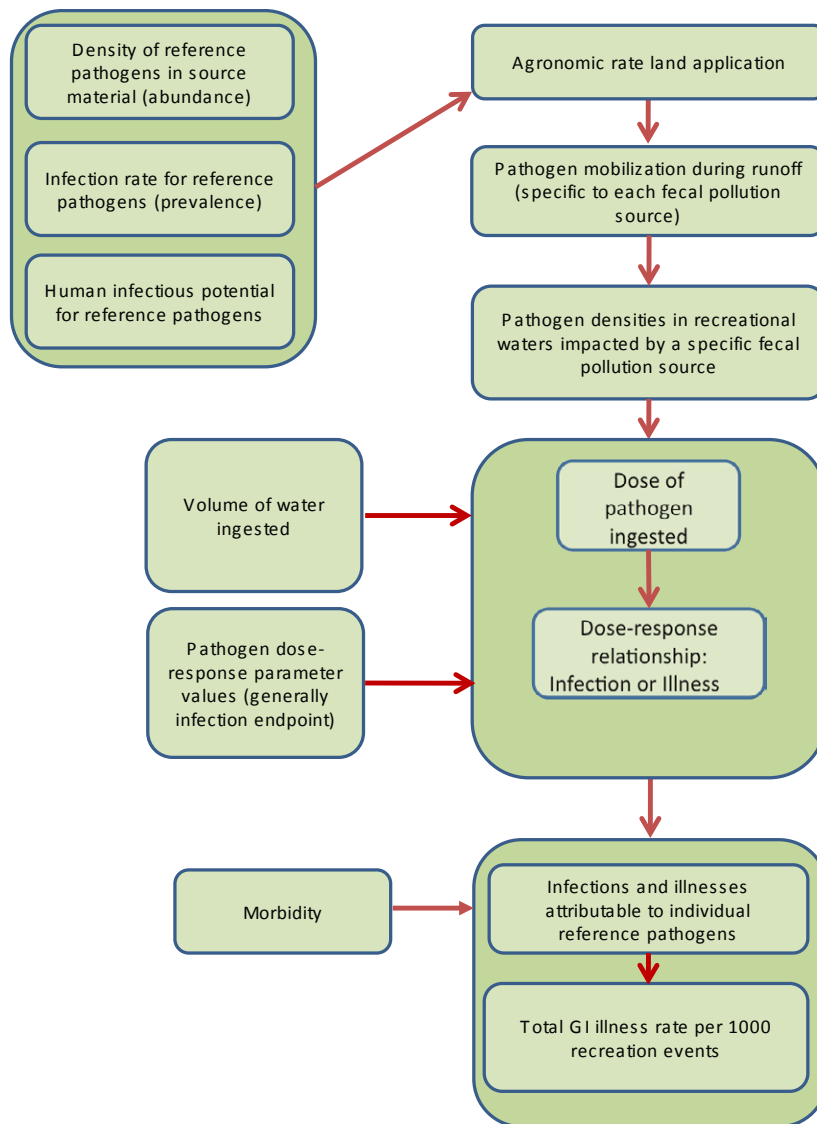 Density of reference
pathogens in source
material (abundance)
Infection rate for reference
pathogens (prevalence)
Human infectious potential
for reference pathogens
Agronomic rate land application
Pathogen mobilization during runoff
(specific to each fecal pollution
source)
Pathogen densities in recreational
waters impacted by a specific fecal
pollution source
Volume of water
ingested
Pathogen dose-
response parameter
values (generally
infection endpoint)
Dose of
pathogen
ingested
Dose-response
relationship:
Infection or Illness
Morbidity
Infections and illnesses
attributable to individual
reference pathogens
Total GI illness rate per 1000
recreation events